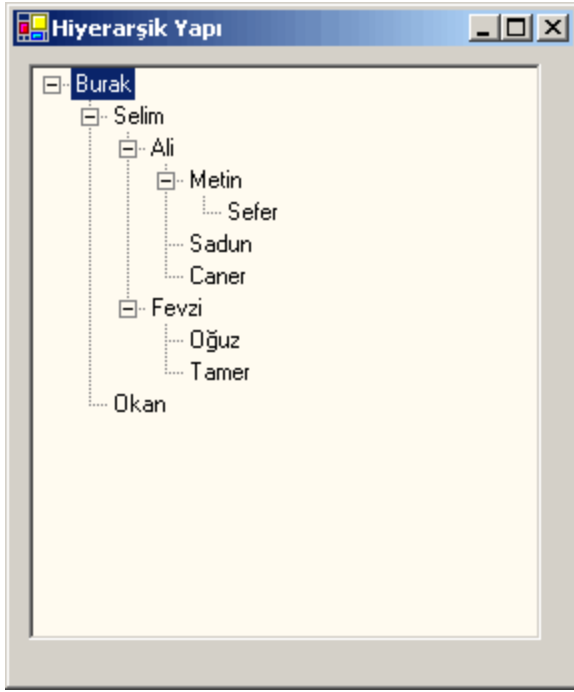 Hiyerarşik Yapı
Burak
Selim
Ali
Metin
Sefer
Sadun
Caner
Fevzi
Oğuz
Tamer
Okan